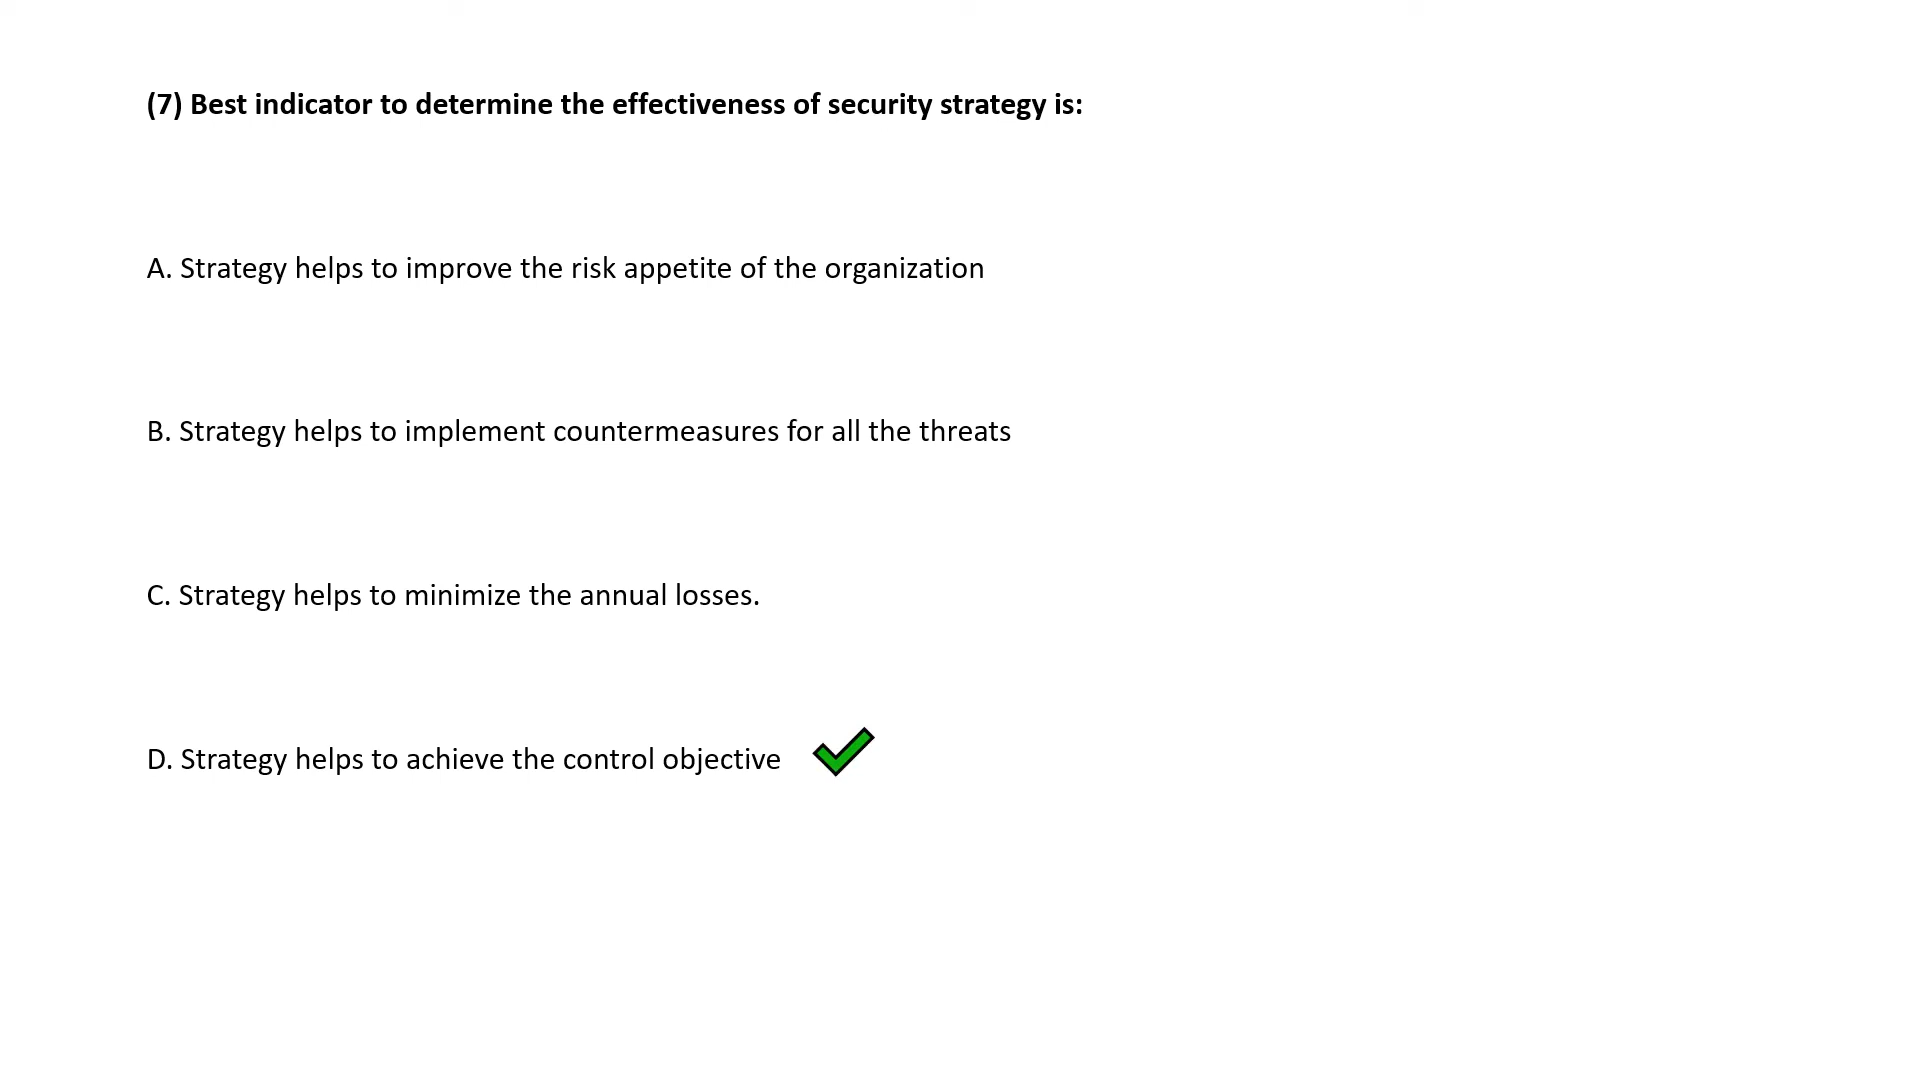 (7) Best indicator to determine the effectiveness of security strategy is:
A. Strategy helps to improve the risk appetite of the organization
B. Strategy helps to implement countermeasures for all the threats
C. Strategy helps to minimize the annual losses.
D. Strategy helps to achieve the control objective